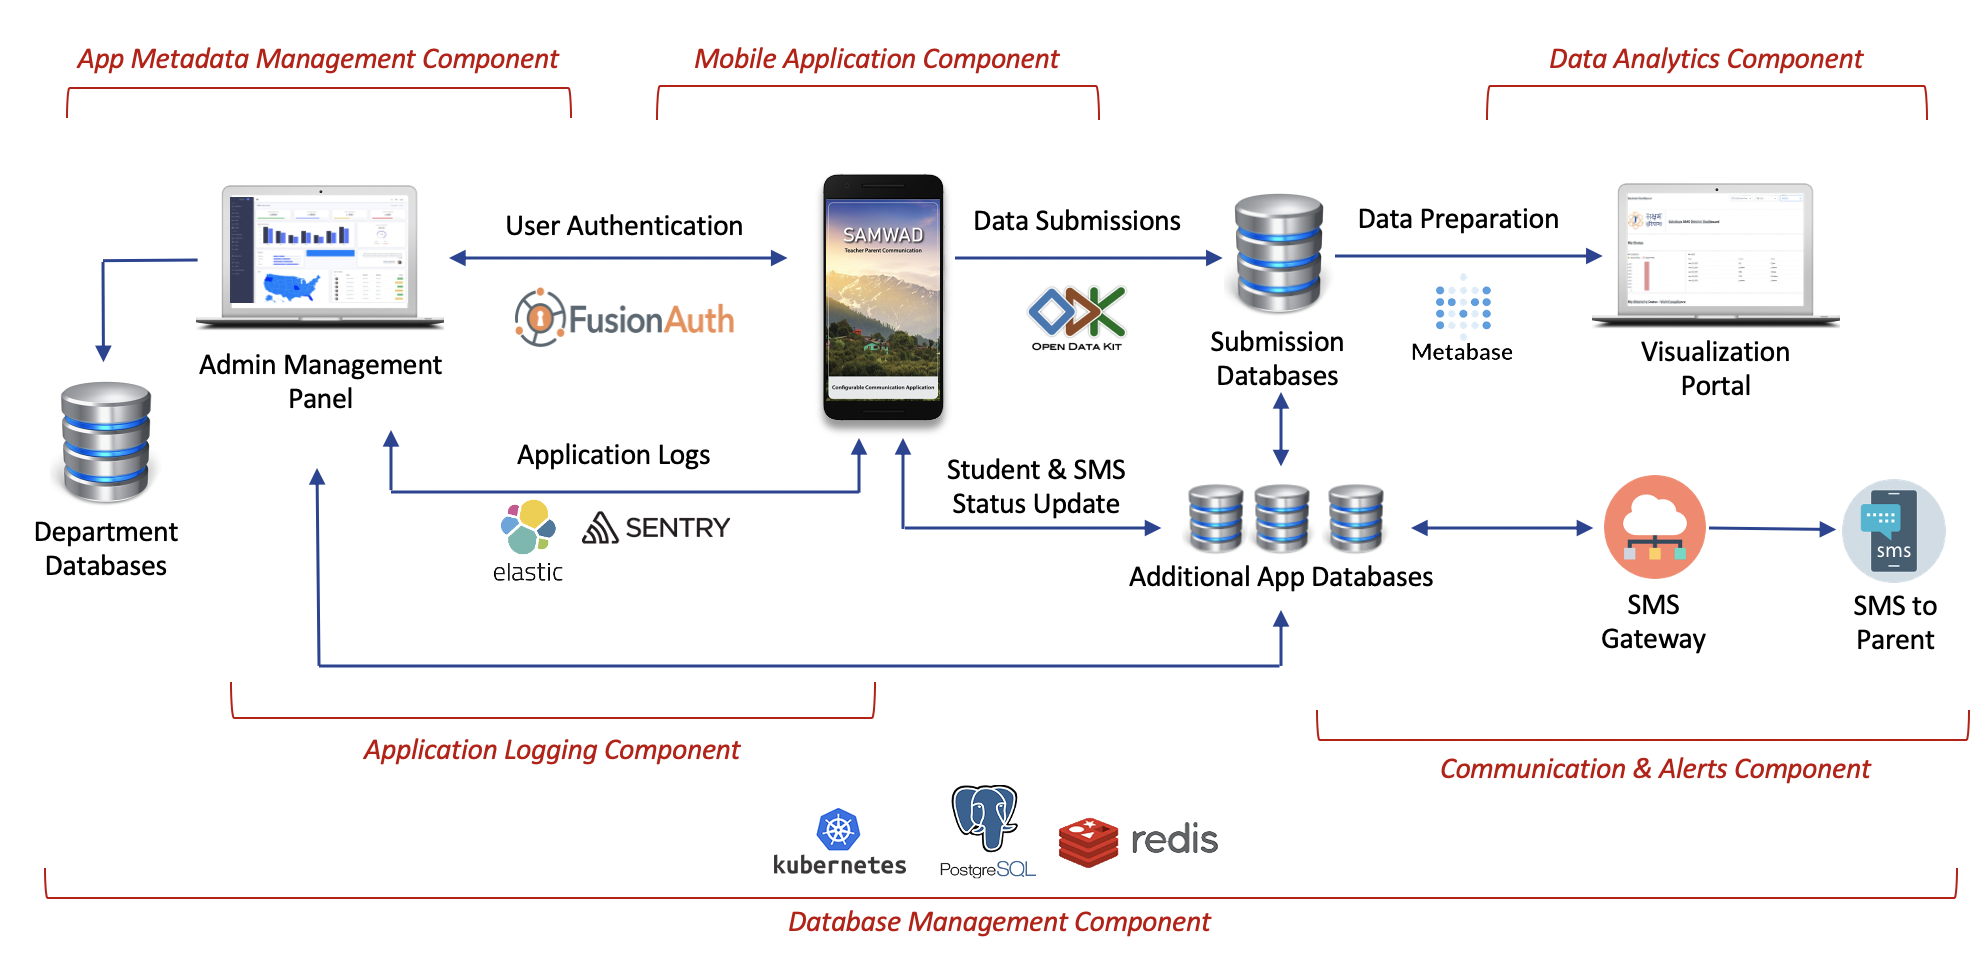 App Metadata Management Component
Mobile Application Component
Data Analytics Component
User Authentication
FusionAuth
SAMWAD
Teacher Parent Communication
Configurable Communication Application
Data Submissions
OPEN DATA KIT
Submission
Databases
Data Preparation
Metabase
Visualization
Portal
Admin Management
Panel
Department
Databases
Application Logs
elastic
SENTRY
Student & SMS
Status Update
Additional App Databases
SMS
Gateway
sms
SMS to
Parent
Application Logging Component
Communication & Alerts Component
kubernetes
PostgreSQL
redis
Database Management Component